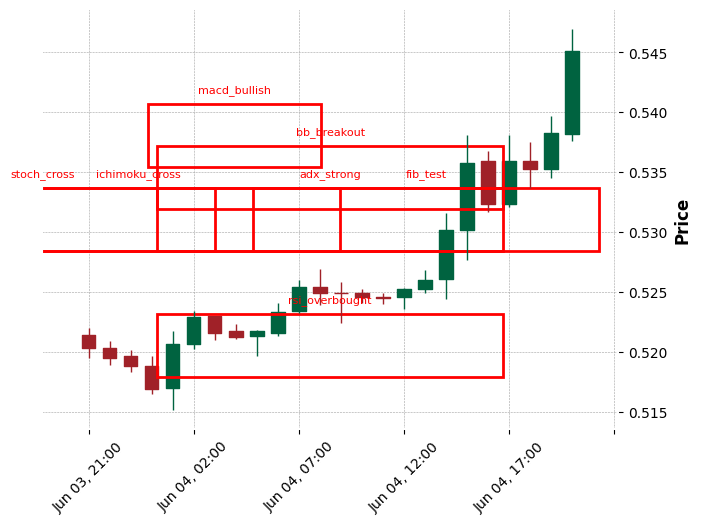 macd_bullish
bb_breakout
stoch_cross
ichimoku_cross
adx_strong
fib_test
rsi_overbought
0.545
0.540
0.535
0.530
0.525
0.520
0.515
Price
Jun 03, 21:00
Jun 04, 02:00
Jun 04, 07:00
Jun 04, 12:00
Jun 04, 17:00